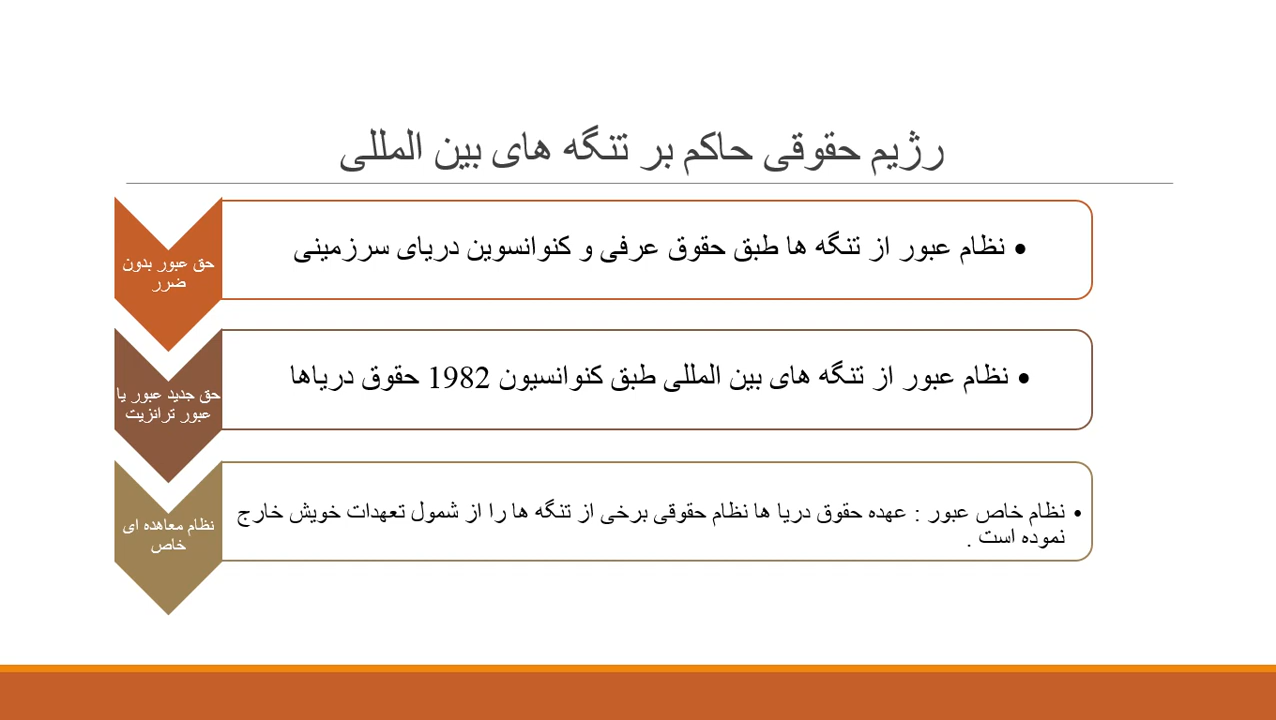 رژیم حقوقی حاکم بر تنگه های بین المللی
حق عبور بدون
ضرر
• نظام عبور از تنگه ها طبق حقوق عرفی و کنوانسوین دریای سرزمینی
حق جدید عبور یا
عبور ترانزیت
• نظام عبور از تنگه های بین المللی طبق کنوانسیون 1982 حقوق دریاها
نظام معاهده ای
خاص
• نظام خاص عبور : عهده حقوق دریا ها نظام حقوقی برخی از تنگه ها را از شمول تعهدات خویش خارج
نموده است .